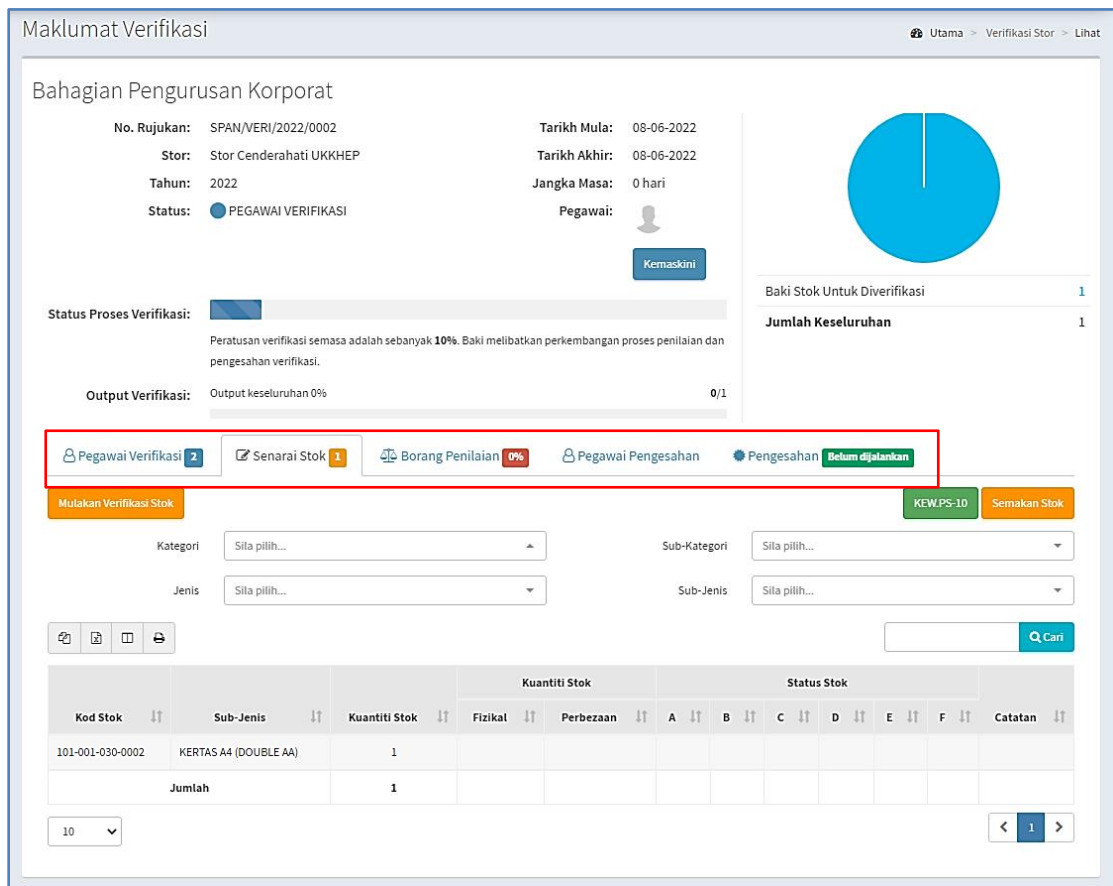 Maklumat Verifikasi
Utama > Verifikasi Stor > Lihat
Bahagian Pengurusan Korporat
No. Rujukan: SPAN/VERI/2022/0002 Tarikh Mula: 08-06-2022
Stor: Stor Cenderahati UKKHEP Tarikh Akhir: 08-06-2022
Tahun: 2022 Jangka Masa: 0 hari
Status: PEGAWAI VERIFIKASI Pegawai:
Kemaskini
Baki Stok Untuk Diverifikasi 1
Jumlah Keseluruhan 1
Status Proses Verifikasi:
Peratusan verifikasi semasa adalah sebanyak 10%. Baki melibatkan perkembangan proses penilaian dan
pengesahan verifikasi.
Output Verifikasi: Output keseluruhan 0% 0/1
Pegawai Verifikasi 2 Senarai Stok 1 Borang Penilaian 0% Pegawai Pengesahan Pengesahan Belum dijalankan
Mulakan Verifikasi Stok KEW.PS-10 Semakan Stok
Kategori Sila pilih... Sub-Kategori Sila pilih...
Jenis Sila pilih... Sub-Jenis Sila pilih...
Cari
Kuantiti Stok Status Stok
Kod Stok Sub-Jenis Kuantiti Stok Fizikal Perbezaan A B C D E F Catatan
101-001-030-0002 KERTAS A4 (DOUBLE AA) 1
Jumlah 1
10 < 1 >